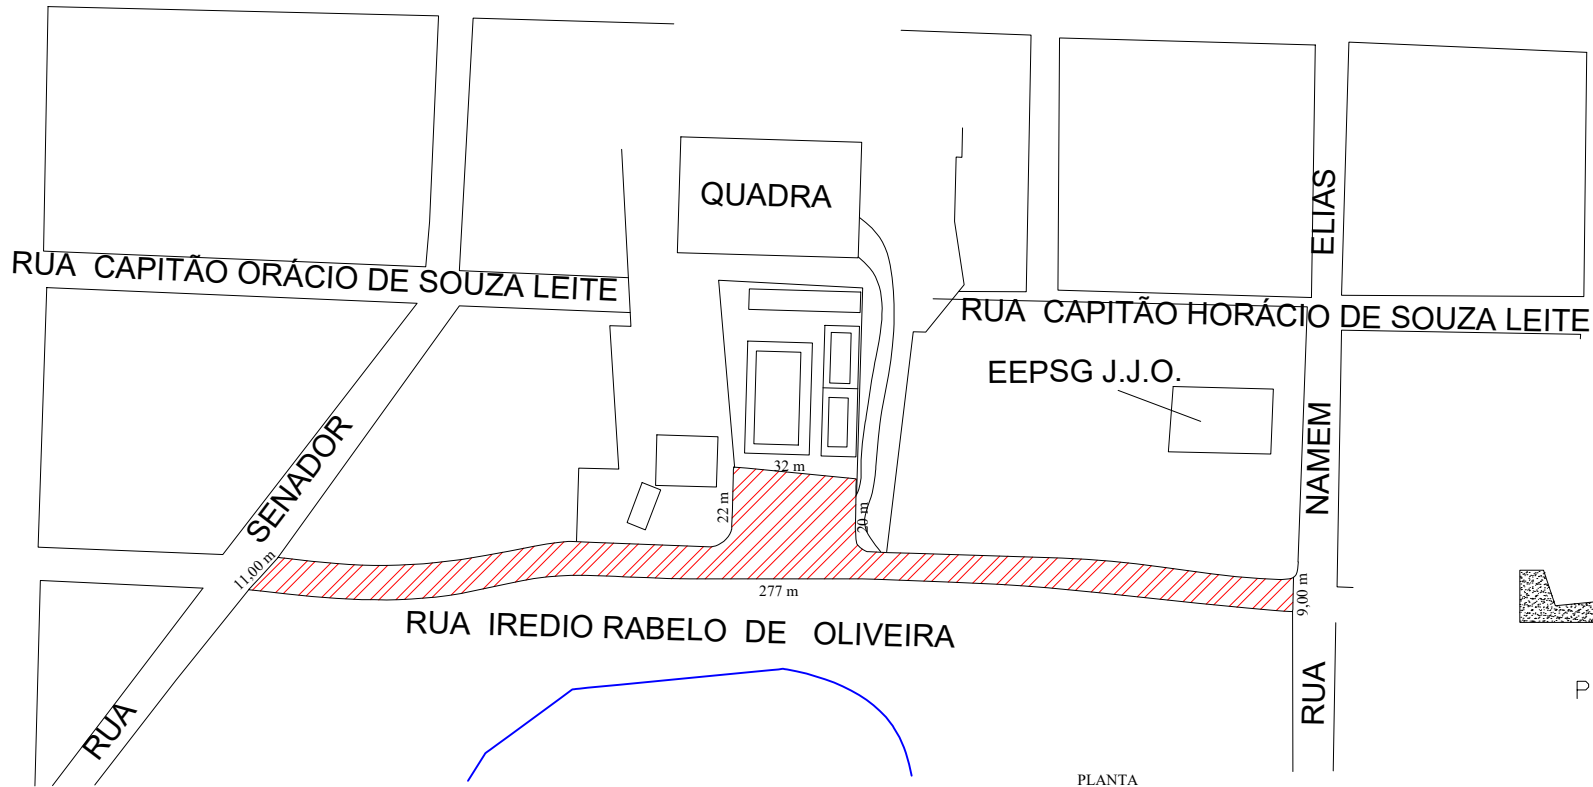 QUADRA
ELIAS
RUA CAPITÃO ORÁCIO DE SOUZA LEITE
RUA CAPITÃO HORÁCIO DE SOUZA LEITE
EEPSG J.J.O.
NAMEM
SENADOR
32 m
22 m
20 m
11,00 m
277 m
9,00 m
RUA IREDIO RABELO DE OLIVEIRA
RUA
RUA
P
PLANTA